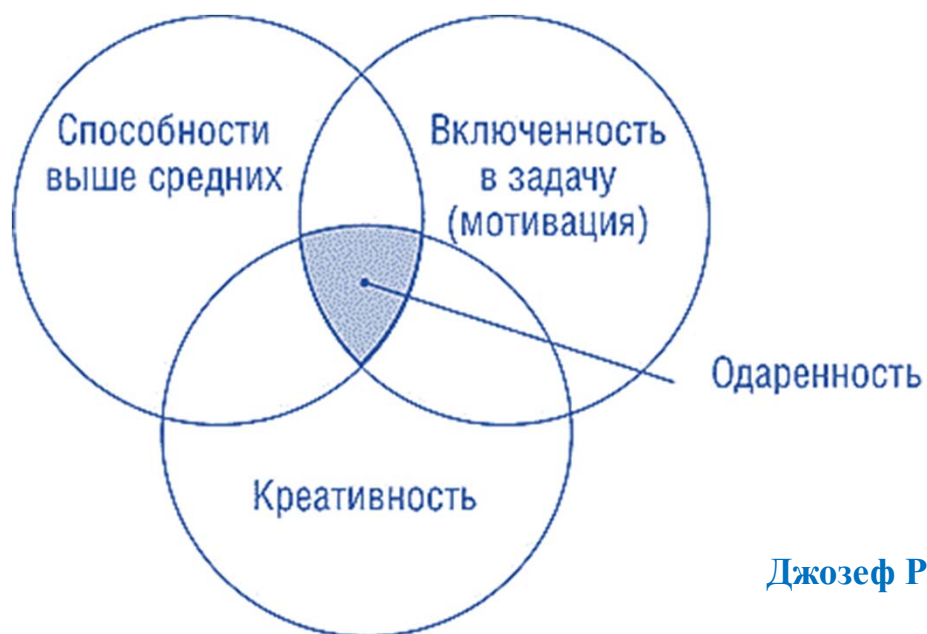 Способности
выше средних
Включенность
в задачу
(мотивация)
Одаренность
Креативность
Джозеф Р